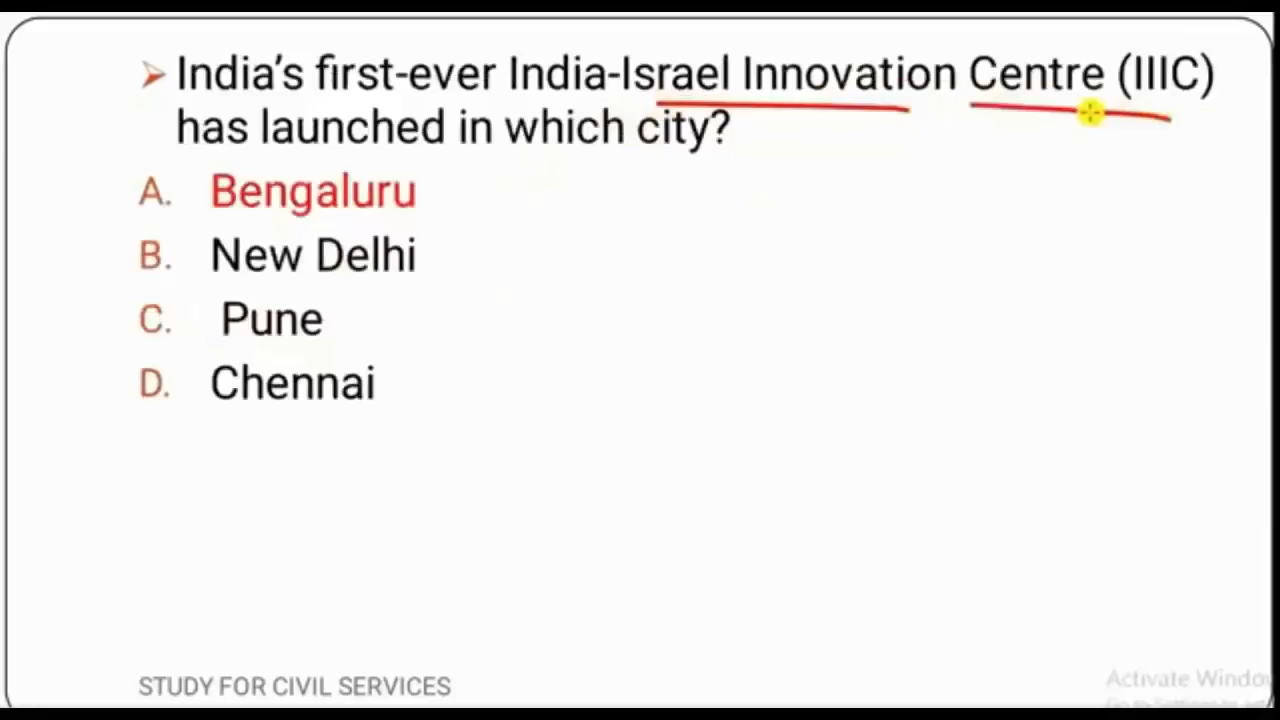 India’s first-ever India-Israel Innovation Centre (IIIC)
has launched in which city?
A. Bengaluru
B. New Delhi
C. Pune
D. Chennai
STUDY FOR CIVIL SERVICES
Activate Windo